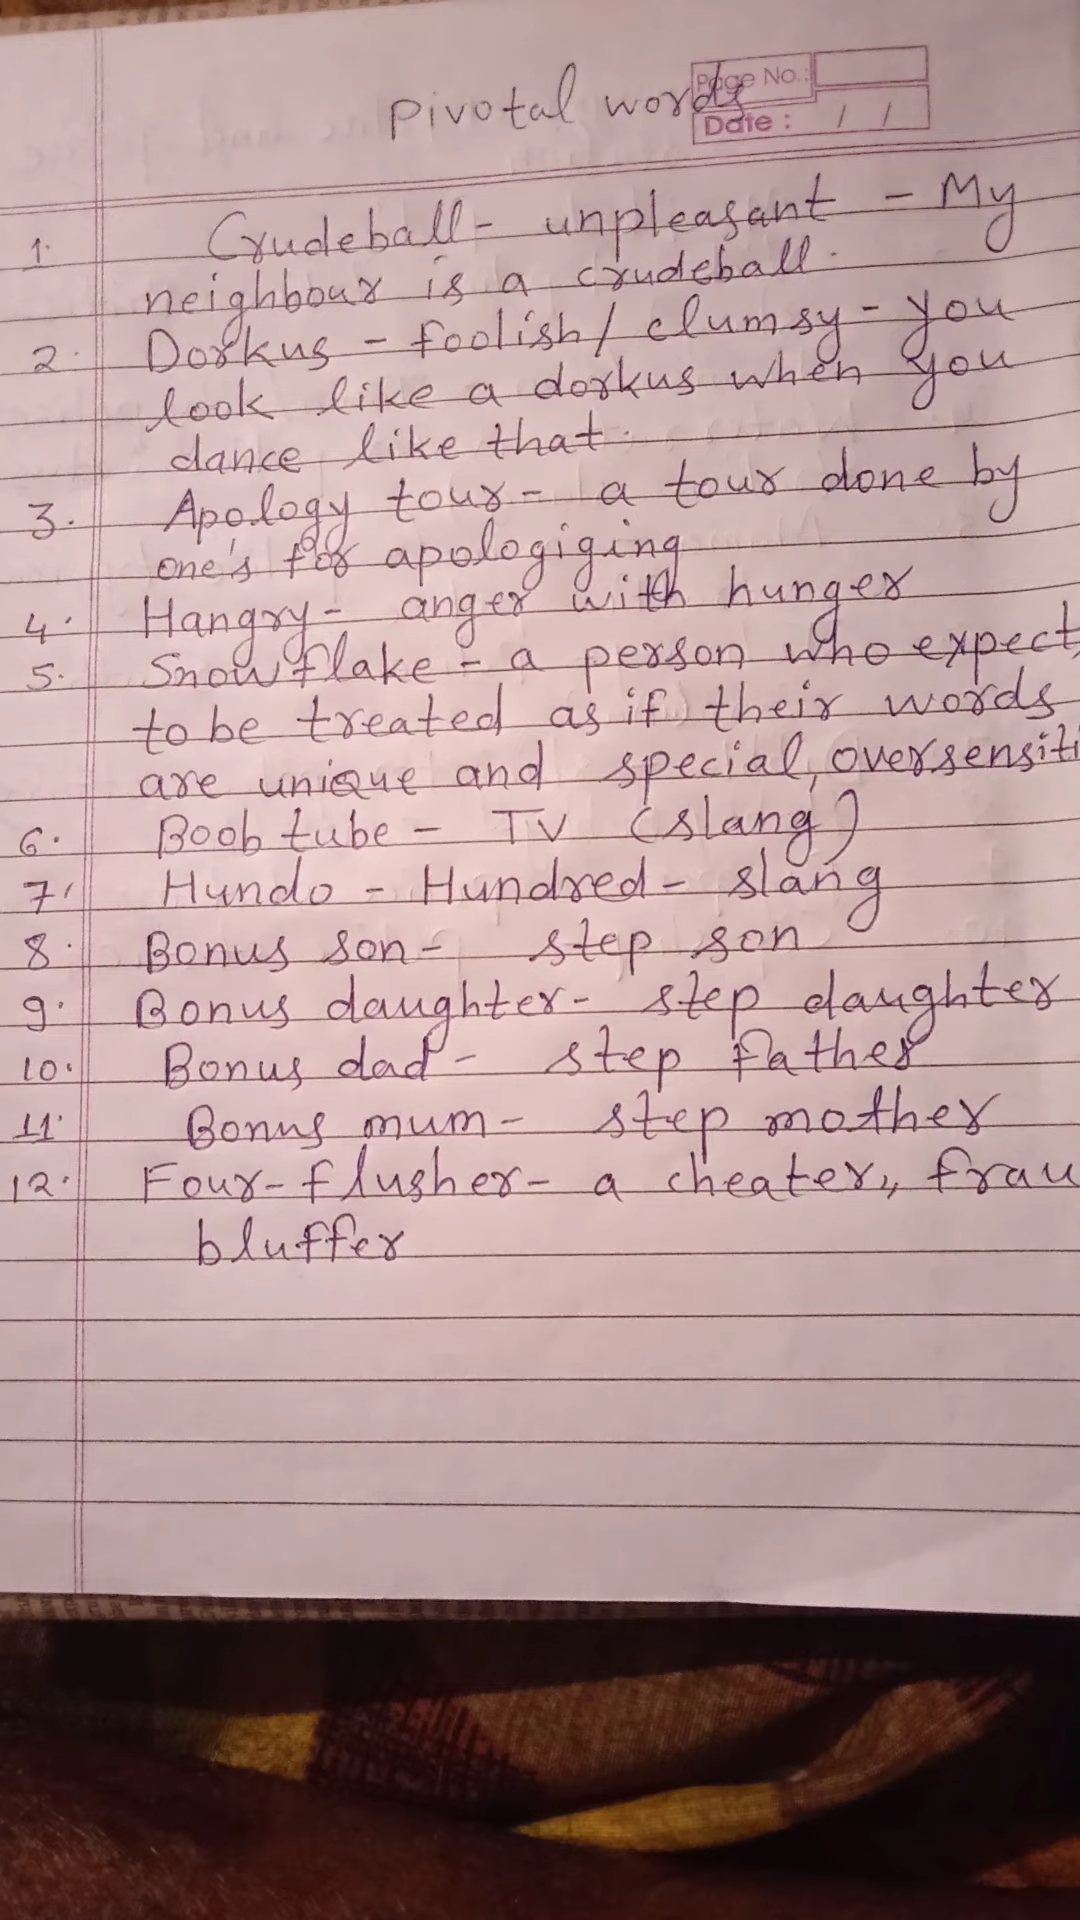 Pivotal words
Page No.:
Date : / /
1. Crudeball - unpleasant - My
neighbour is a crudeball.
2. Dorkus - foolish/clumsy - you
look like a dorkus when you
dance like that.
3. Apology tour - a tour done by
one's for apologiging
4. Hangry - anger with hunger
5. Snowflake - a person who expect
to be treated as if their words
are unique and special, oversensiti
6. Boob tube - TV (slang)
7. Hundo - Hundred - slang
8. Bonus son - step son
9. Bonus daughter - step daughter
10. Bonus dad - step father
11. Bonus mum - step mother
12. Four-flusher - a cheater,, frau
bluffer